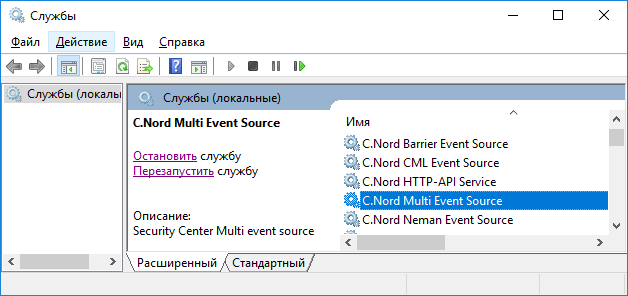 Службы
Файл Действие Вид Справка
Службы (локалы
Службы (локальные)
C.Nord Multi Event Source
Остановить службу
Перезапустить службу
Описание:
Security Center Multi event source
Имя
C.Nord Barrier Event Source
C.Nord CML Event Source
C.Nord HTTP-API Service
C.Nord Multi Event Source
C.Nord Neman Event Source
Расширенный Стандартный